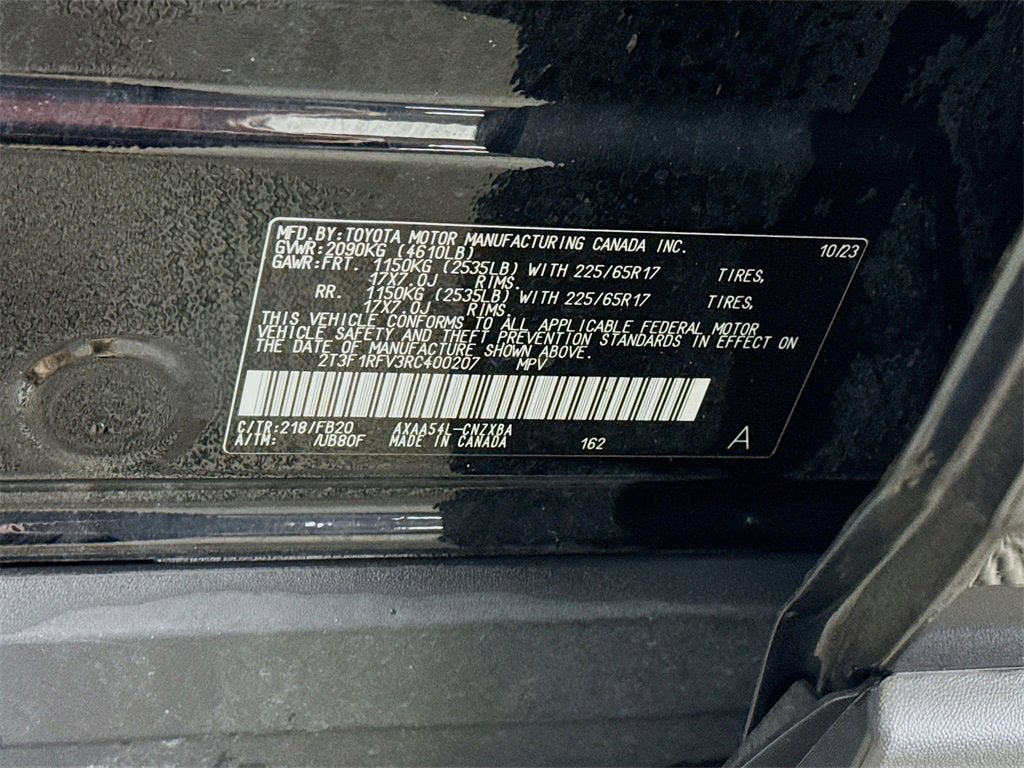 MFD.BY:TOYOTA MOTOR MANUFACTURING CANADA INC. 10/23
GVWR:2090KG (4610LB)
GAWR:FRT. 1150KG (2535LB) WITH 225/65R17 TIRES,
17X7.0J RIMS.
RR. 1150KG (2535LB) WITH 225/65R17 TIRES,
17X7.0J RIMS.
THIS VEHICLE CONFORMS TO ALL APPLICABLE FEDERAL MOTOR
VEHICLE SAFETY AND THEFT PREVENTION STANDARDS IN EFFECT ON
THE DATE OF MANUFACTURE SHOWN ABOVE.
2T3F1RFV3RC400207 MPV
C/TR:218/FB20 AXAA54L-CNZXBA
A/TM: /UB80F MADE IN CANADA 162 A